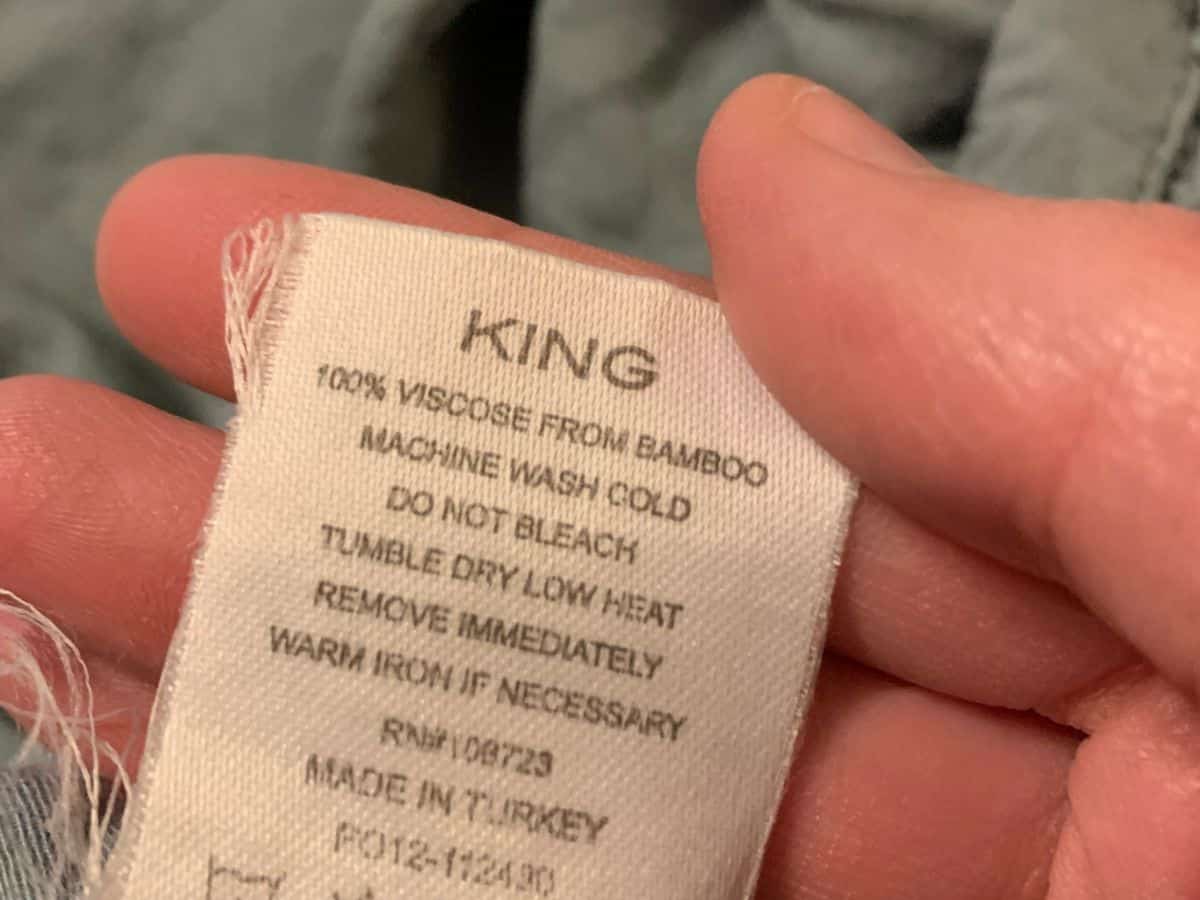 KING
100% VISCOSE FROM BAMBOO
MACHINE WASH COLD
DO NOT BLEACH
TUMBLE DRY LOW HEAT
REMOVE IMMEDIATELY
WARM IRON IF NECESSARY
RN#108723
MADE IN TURKEY
PO12-112490